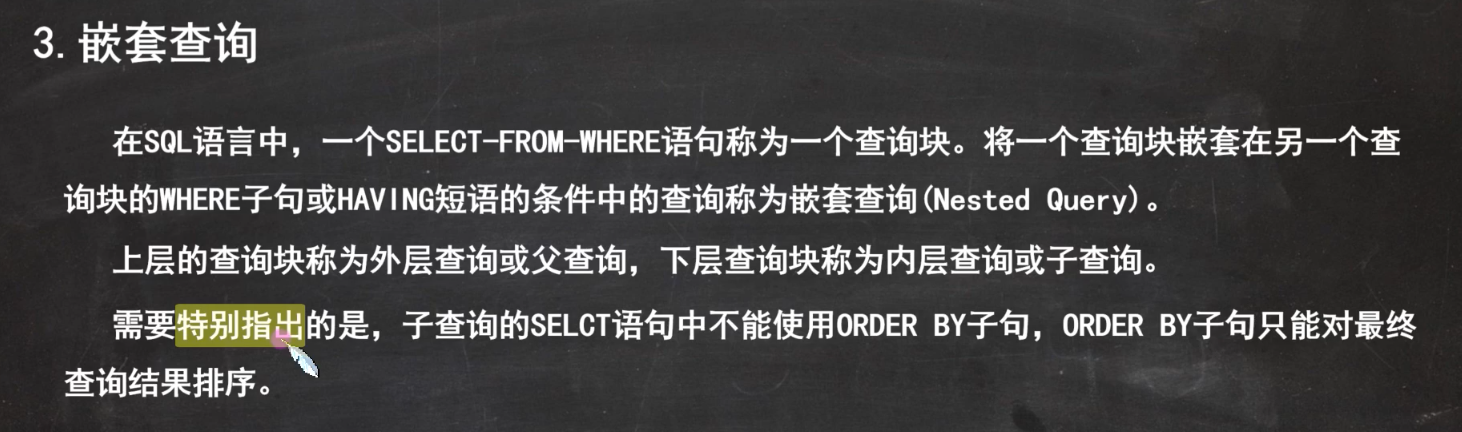 3.嵌套查询
在SQL语言中，一个SELECT-FROM-WHERE语句称为一个查询块。将一个查询块嵌套在另一个查
询块的WHERE子句或HAVING短语的条件中的查询称为嵌套查询(Nested Query)。
上层的查询块称为外层查询或父查询，下层查询块称为内层查询或子查询。
需要特别指出的是，子查询的SELCT语句中不能使用ORDER BY子句，ORDER BY子句只能对最终
查询结果排序。